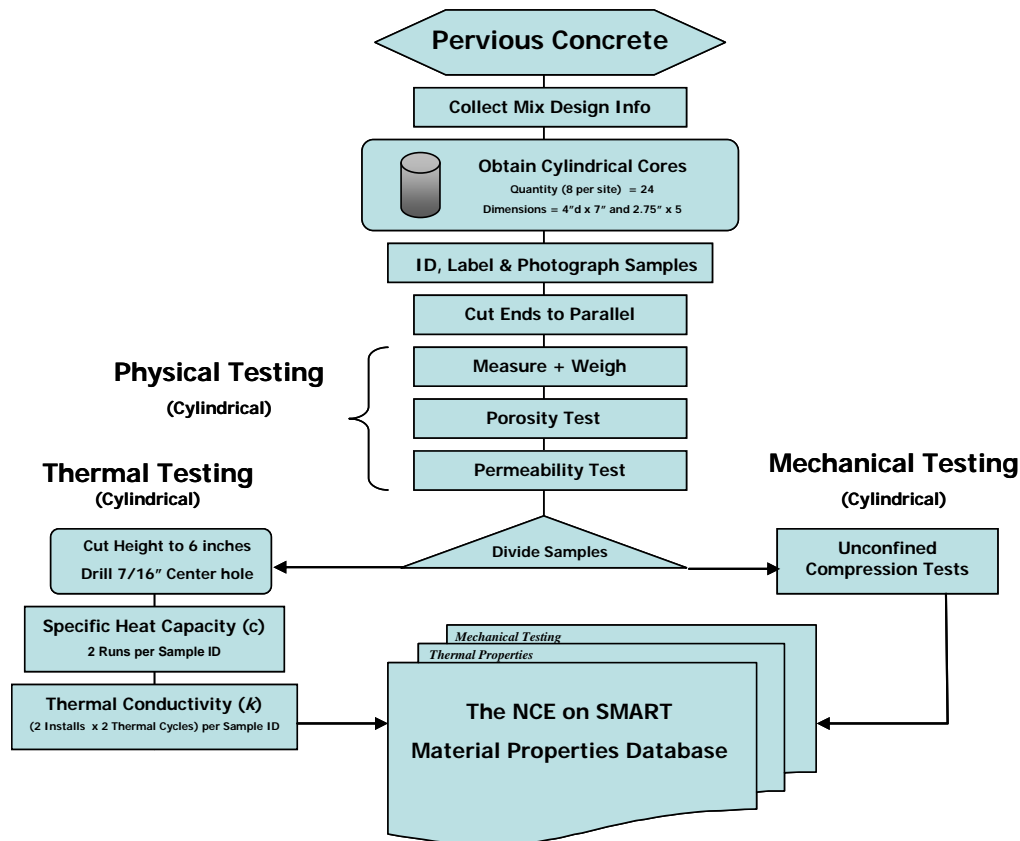 Pervious Concrete
Collect Mix Design Info
Obtain Cylindrical Cores
Quantity (8 per site) = 24
Dimensions = 4"d x 7" and 2.75" x 5
ID, Label & Photograph Samples
Cut Ends to Parallel
Physical Testing
(Cylindrical)
Measure + Weigh
Porosity Test
Permeability Test
Thermal Testing
(Cylindrical)
Mechanical Testing
(Cylindrical)
Divide Samples
Cut Height to 6 inches
Drill 7/16" Center hole
Unconfined
Compression Tests
Specific Heat Capacity (c)
2 Runs per Sample ID
Thermal Conductivity (k)
(2 Installs x 2 Thermal Cycles) per Sample ID
Mechanical Testing
Thermal Properties
The NCE on SMART
Material Properties Database